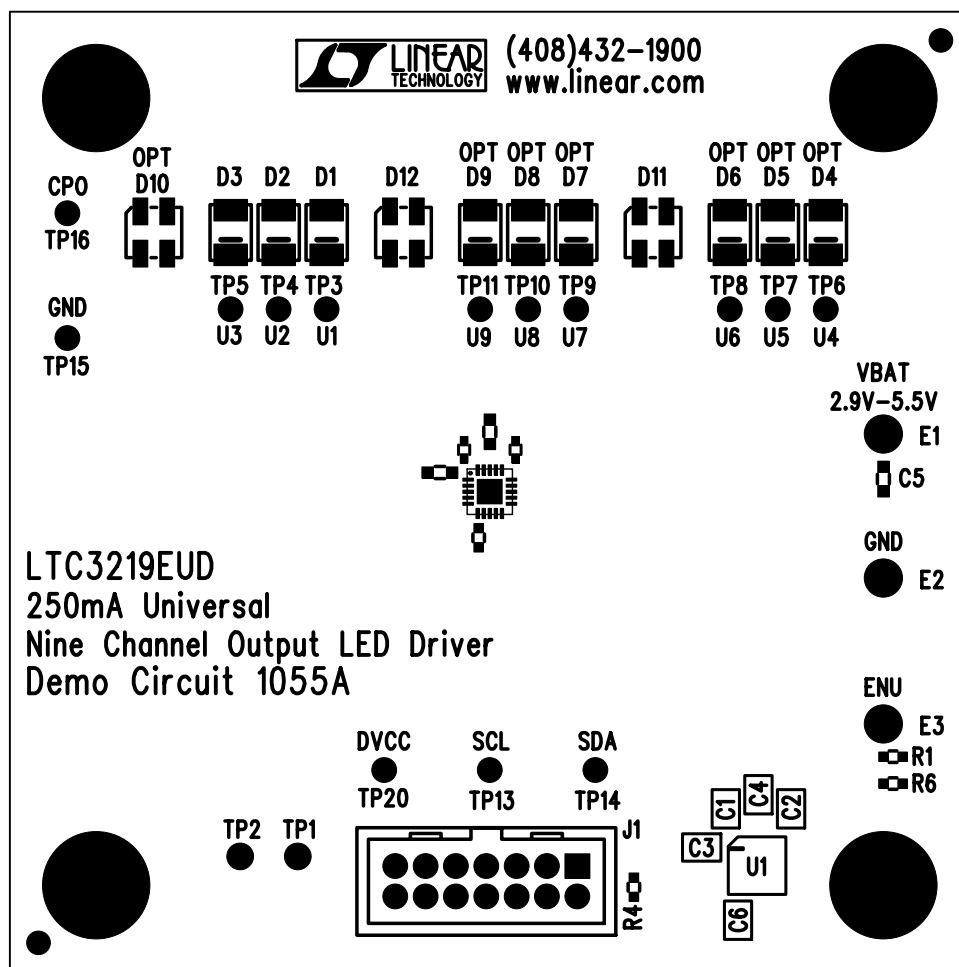 LINEAR
TECHNOLOGY
(408)432-1900
www.linear.com
OPT OPT OPT OPT OPT OPT OPT
D10 D3 D2 D1 D12 D9 D8 D7 D11 D6 D5 D4
CPO
TP16
TP5 TP4 TP3 TP11 TP10 TP9 TP8 TP7 TP6
U3 U2 U1 U9 U8 U7 U6 U5 U4
GND
TP15
VBAT
2.9V-5.5V
E1
C5
GND
E2
LTC3219EUD
250mA Universal
Nine Channel Output LED Driver
Demo Circuit 1055A
ENU
E3
R1
R6
DVCC SCL SDA
TP20 TP13 TP14
TP2 TP1
J1
R4
C1 C4 C2
C3
U1
C6